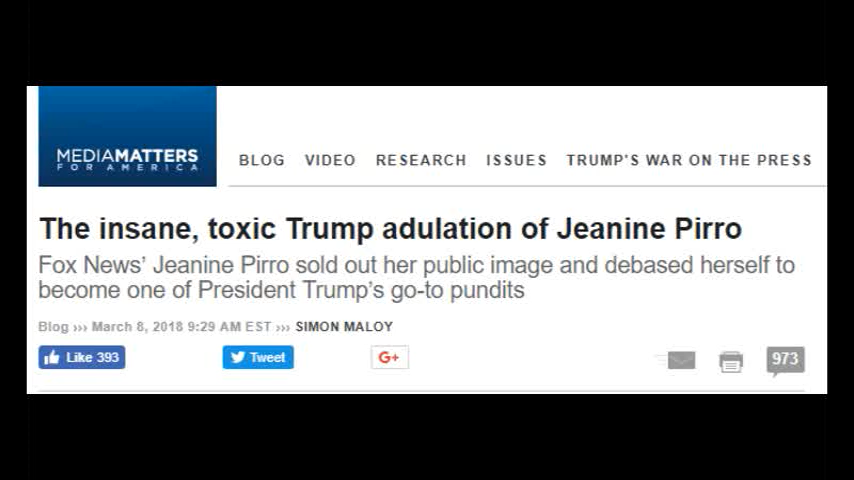 MEDIAMATTERS
FOR AMERICA
BLOG VIDEO RESEARCH ISSUES TRUMP'S WAR ON THE PRESS
The insane, toxic Trump adulation of Jeanine Pirro
Fox News’ Jeanine Pirro sold out her public image and debased herself to
become one of President Trump’s go-to pundits
Blog ››› March 8, 2018 9:29 AM EST ››› SIMON MALOY
Like 393 Tweet G+ 973